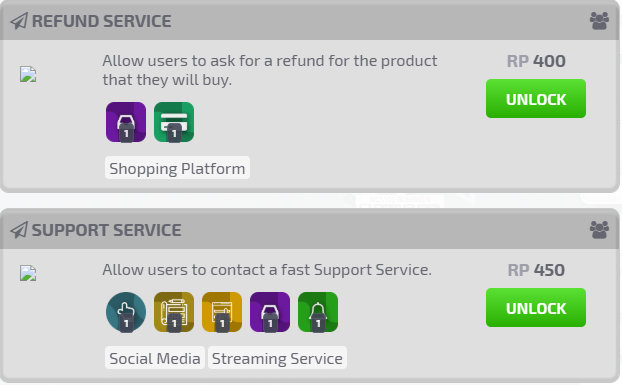 REFUND SERVICE
Allow users to ask for a refund for the product
that they will buy.
RP 400
UNLOCK
1 1
Shopping Platform
SUPPORT SERVICE
Allow users to contact a fast Support Service.
RP 450
UNLOCK
1 1 1 1 1
Social Media Streaming Service